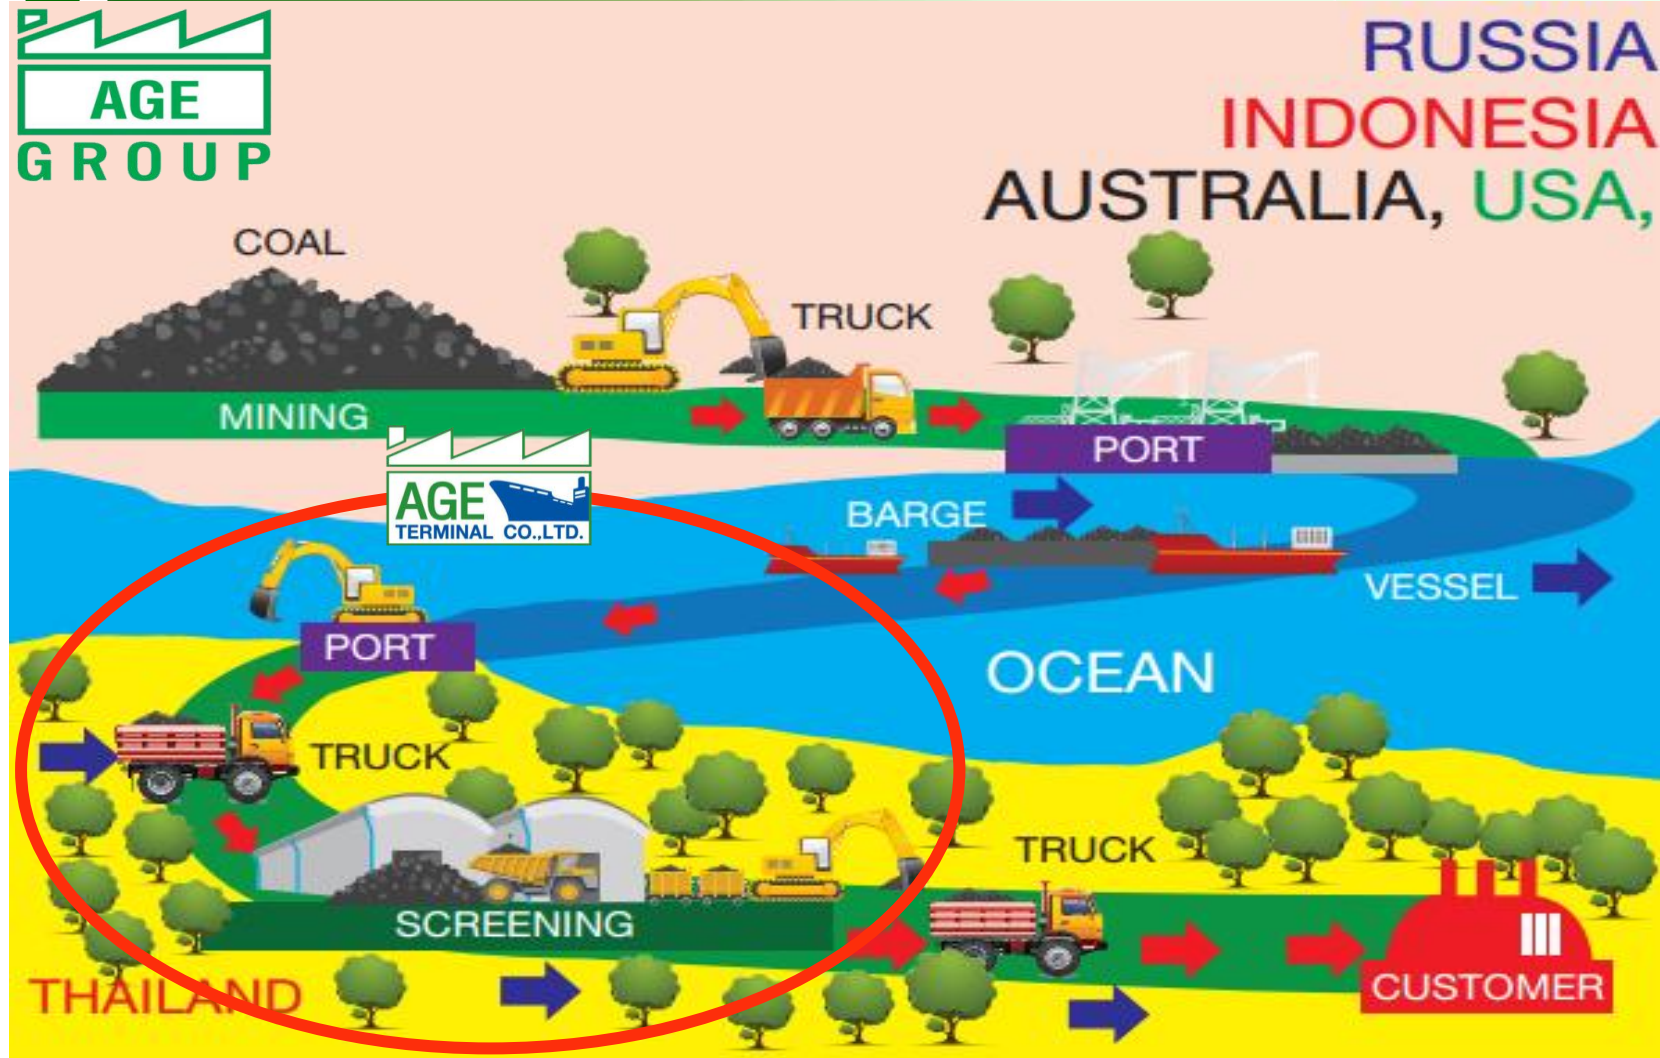 AGE
GROUP
RUSSIA
INDONESIA
AUSTRALIA, USA,
COAL
TRUCK
MINING
PORT
AGE
TERMINAL CO.,LTD.
BARGE
VESSEL
PORT
OCEAN
TRUCK
TRUCK
SCREENING
THAILAND
CUSTOMER